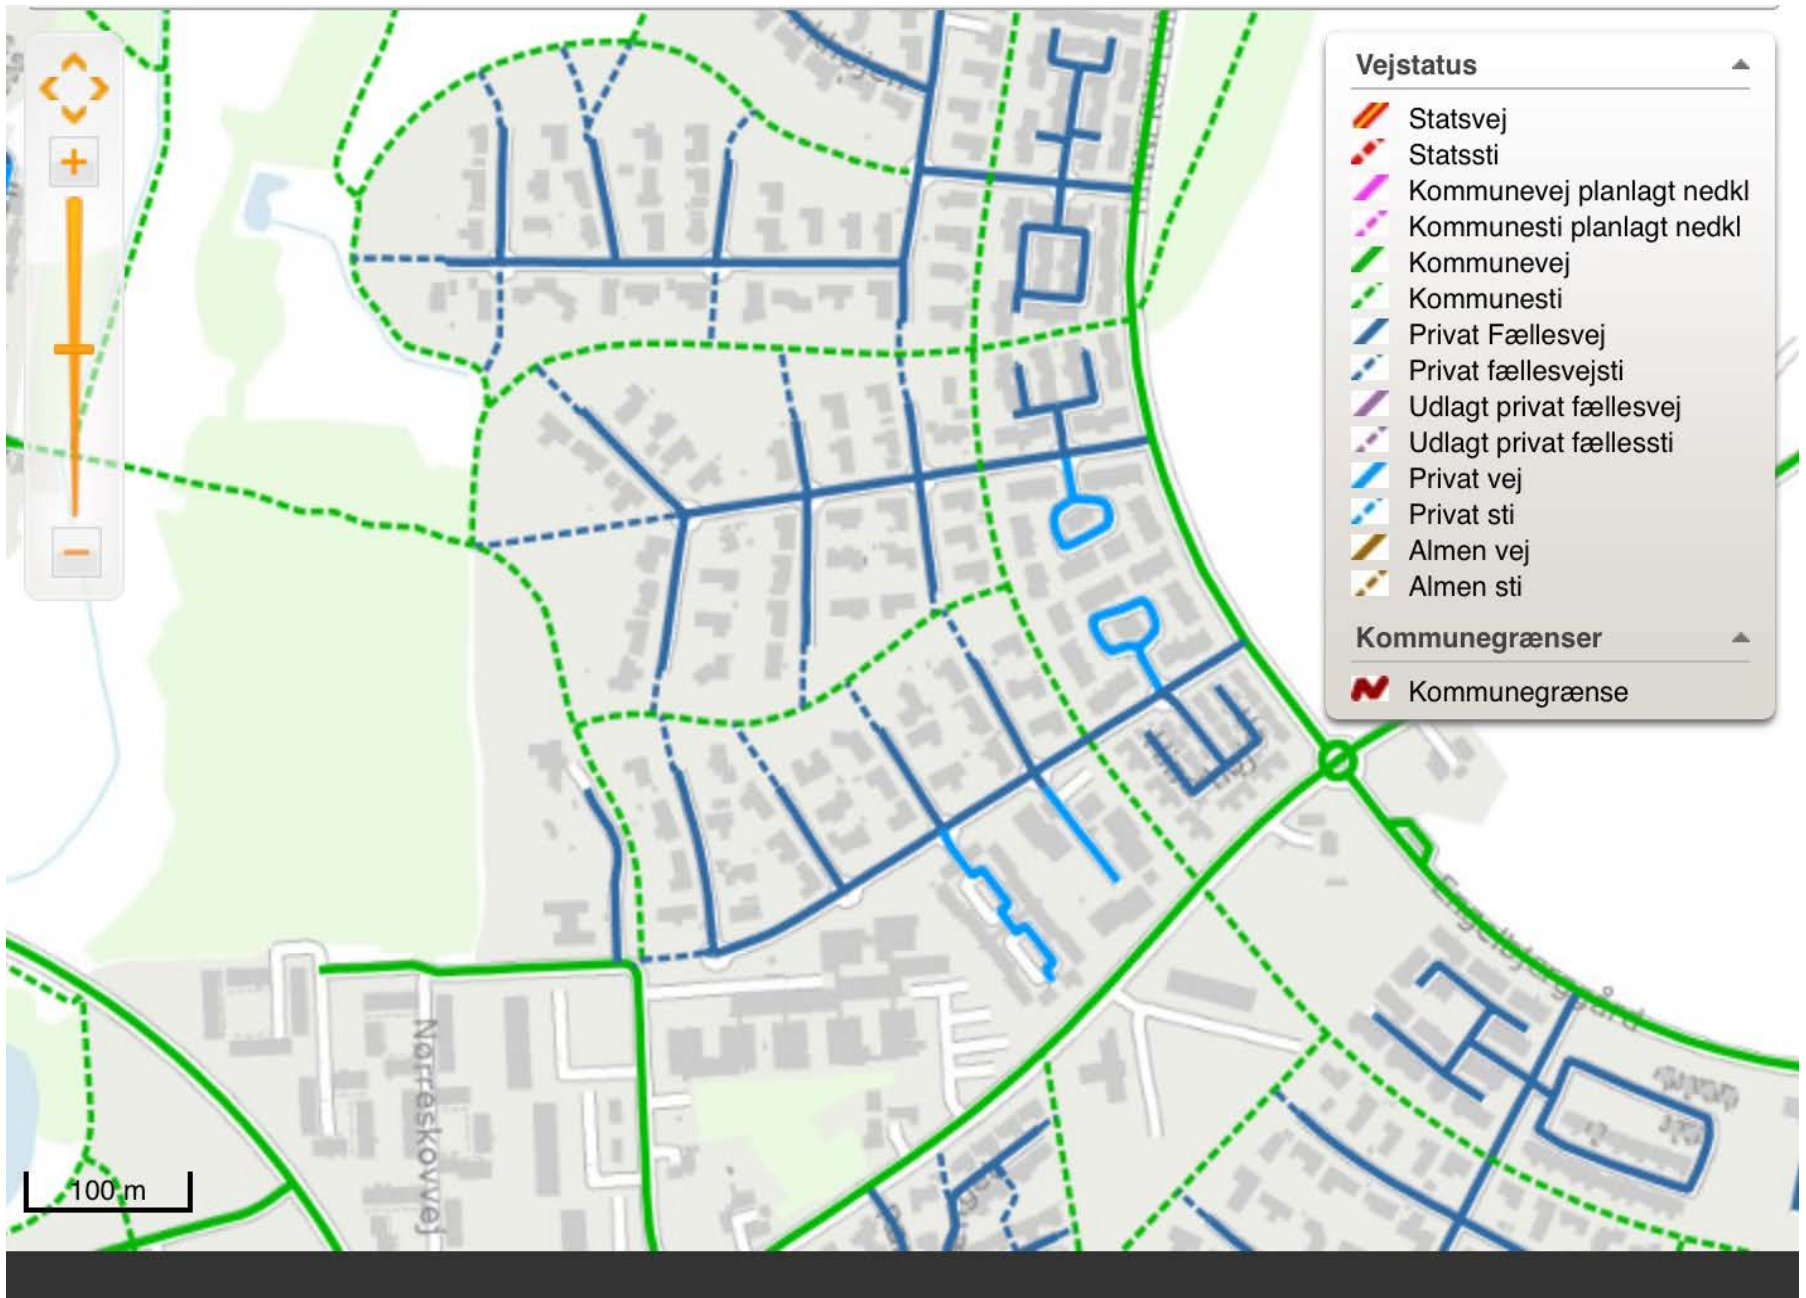 Vejstatus
Statsvej
Statssti
Kommunevej planlagt nedkl
Kommunesti planlagt nedkl
Kommunevej
Kommunesti
Privat Fællesvej
Privat fællesvejsti
Udlagt privat fællesvej
Udlagt privat fællessti
Privat vej
Privat sti
Almen vej
Almen sti
Kommunegrænser
Kommunegrænse
Engelbjerggård
Nørreskovvej
100 m